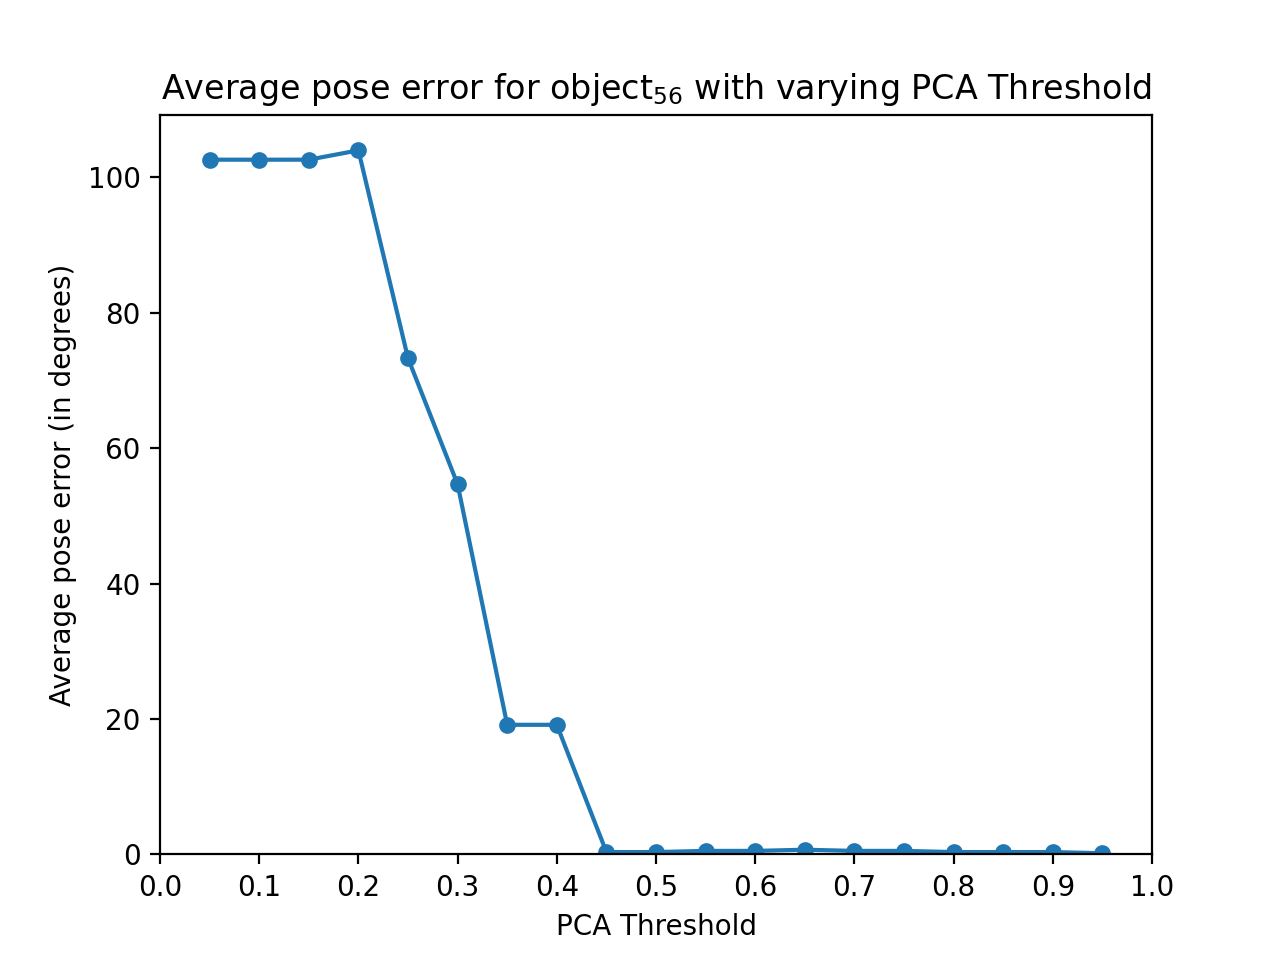 Average pose error for object₅₆ with varying PCA Threshold
Average pose error (in degrees)
100
80
60
40
20
0
0.0 0.1 0.2 0.3 0.4 0.5 0.6 0.7 0.8 0.9 1.0
PCA Threshold